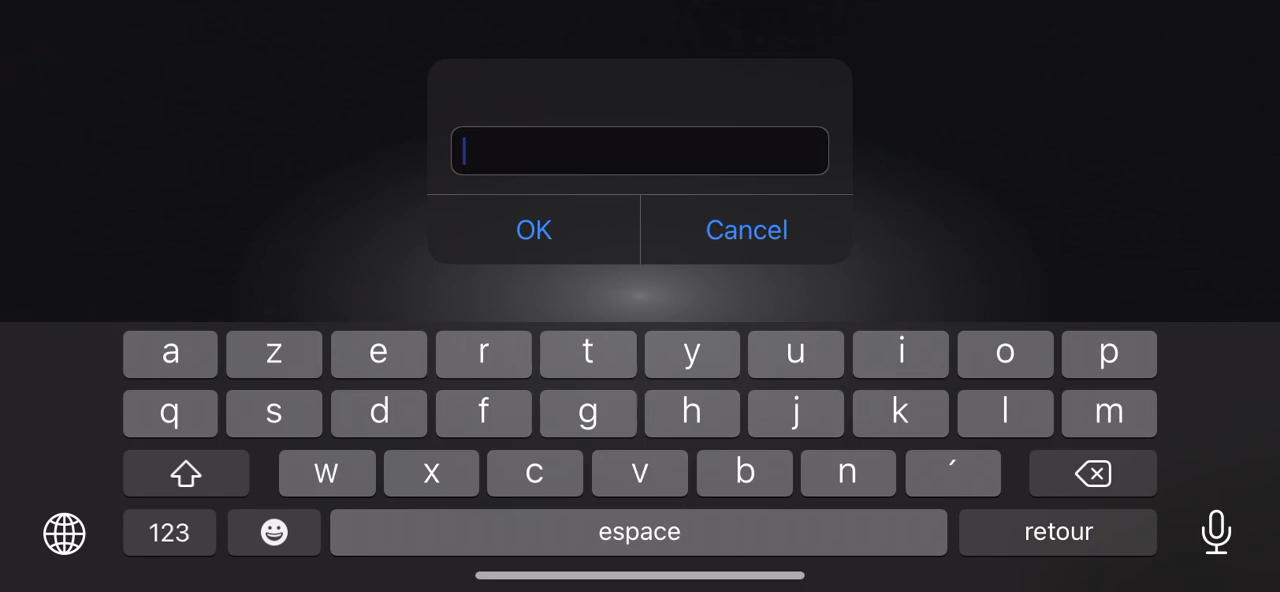 OK Cancel
a z e r t y u i o p
q s d f g h j k l m
w x c v b n ´
123 espace retour